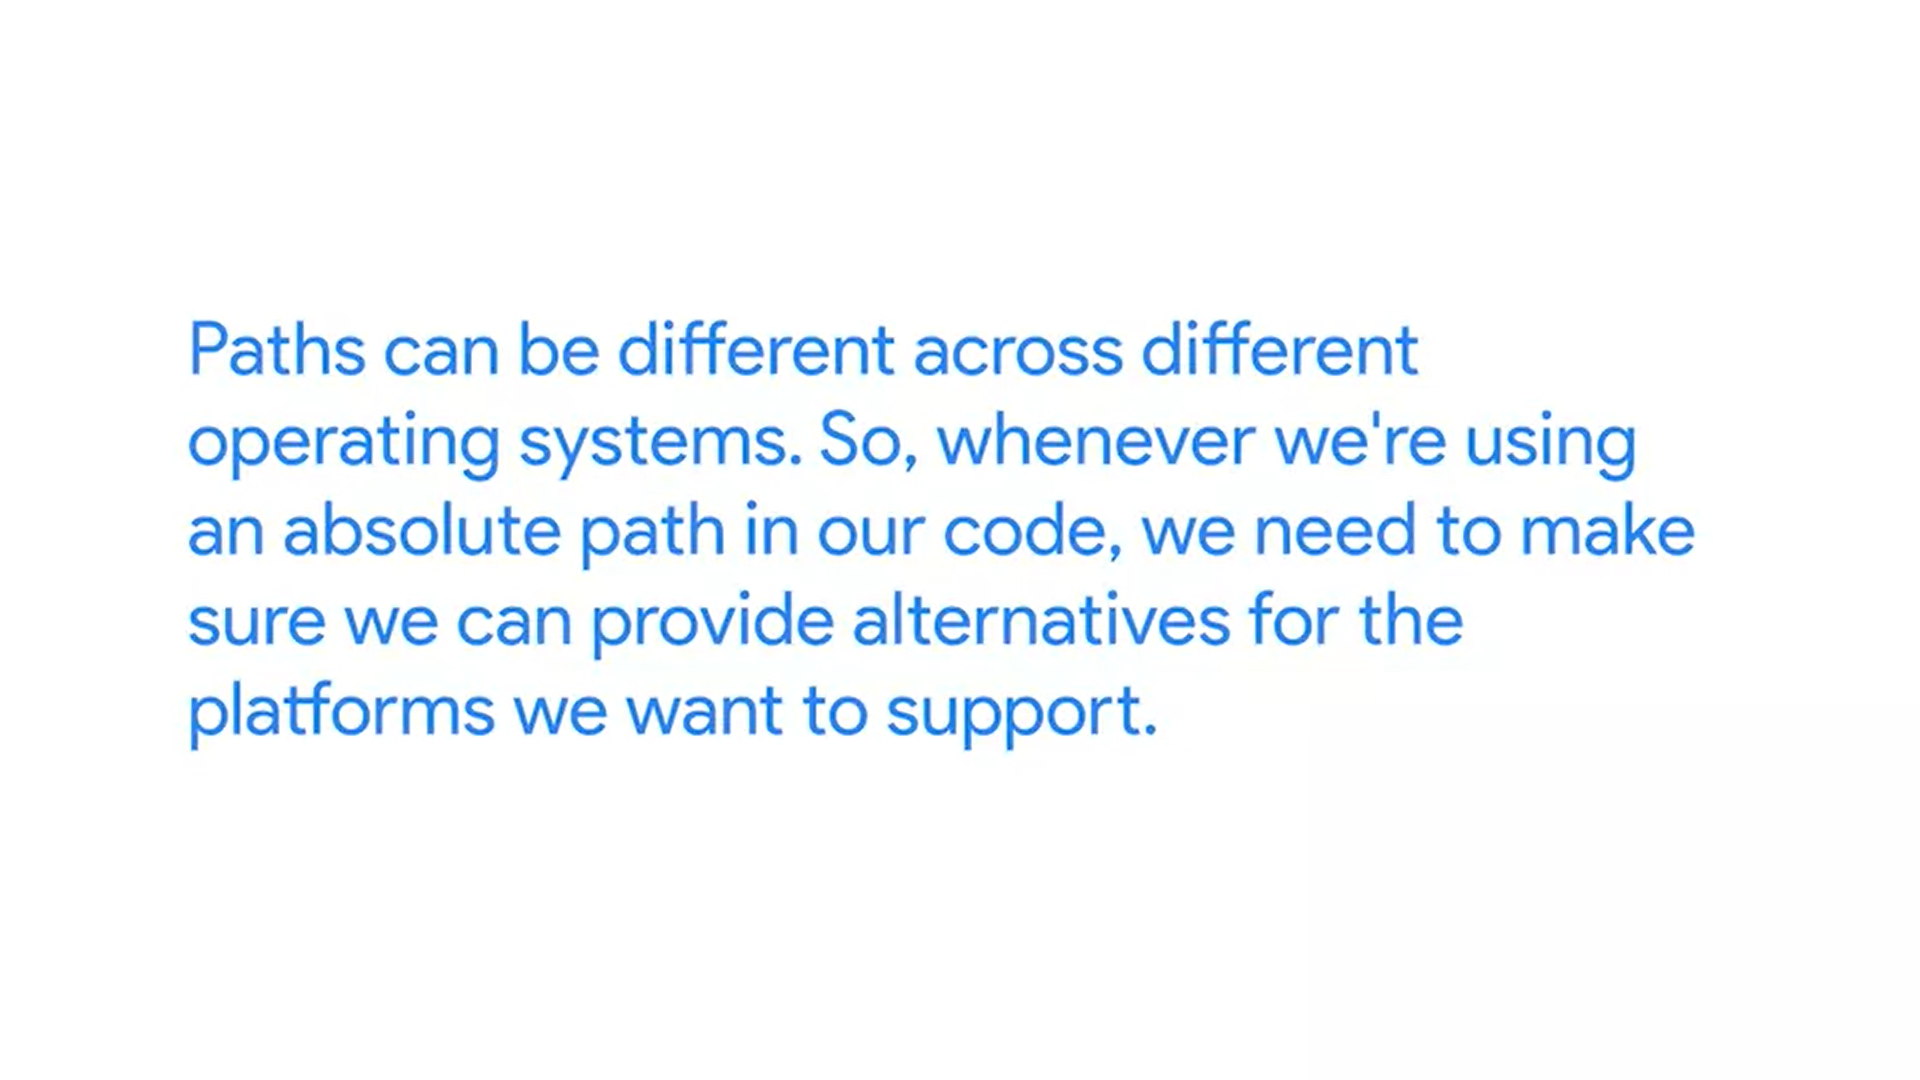 Paths can be different across different
operating systems. So, whenever we're using
an absolute path in our code, we need to make
sure we can provide alternatives for the
platforms we want to support.